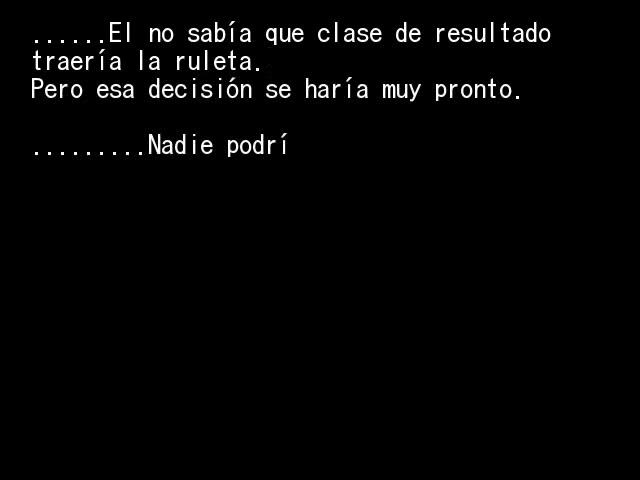 ......El no sabía que clase de resultado
traería la ruleta.
Pero esa decisión se haría muy pronto.
.........Nadie podrí